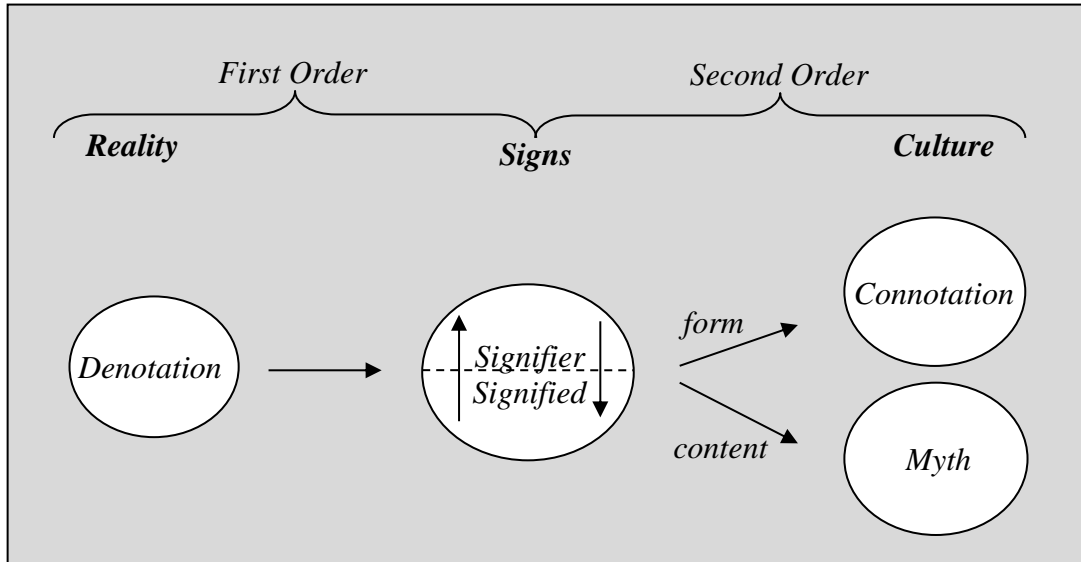 First Order
Second Order
Reality
Signs
Culture
Connotation
form
Denotation
Signifier
Signified
content
Myth